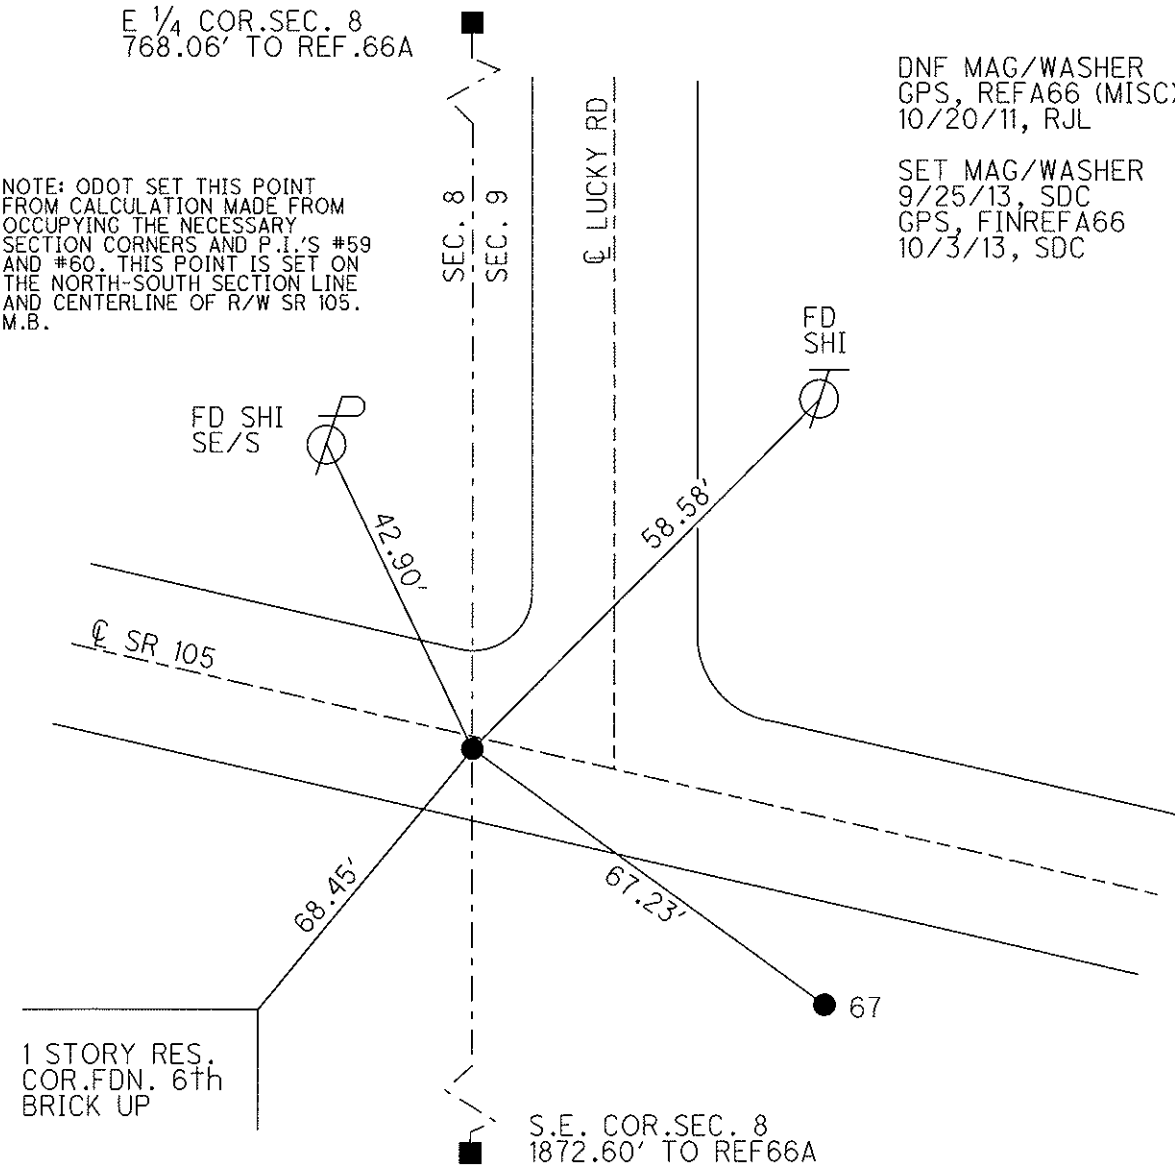 E 1/4 COR.SEC. 8
768.06' TO REF.66A
DNF MAG/WASHER
GPS, REFA66 (MISC)
10/20/11, RJL
SET MAG/WASHER
9/25/13, SDC
GPS, FINREFA66
10/3/13, SDC
NOTE: ODOT SET THIS POINT
FROM CALCULATION MADE FROM
OCCUPYING THE NECESSARY
SECTION CORNERS AND P.I.'S #59
AND #60. THIS POINT IS SET ON
THE NORTH-SOUTH SECTION LINE
AND CENTERLINE OF R/W SR 105.
M.B.
SEC. 8
SEC. 9
℄ LUCKY RD
FD
SHI
FD SHI
SE/S
P
T
42.90'
58.58'
℄ SR 105
68.45'
67.23'
67
1 STORY RES.
COR.FDN. 6th
BRICK UP
S.E. COR.SEC. 8
1872.60' TO REF66A